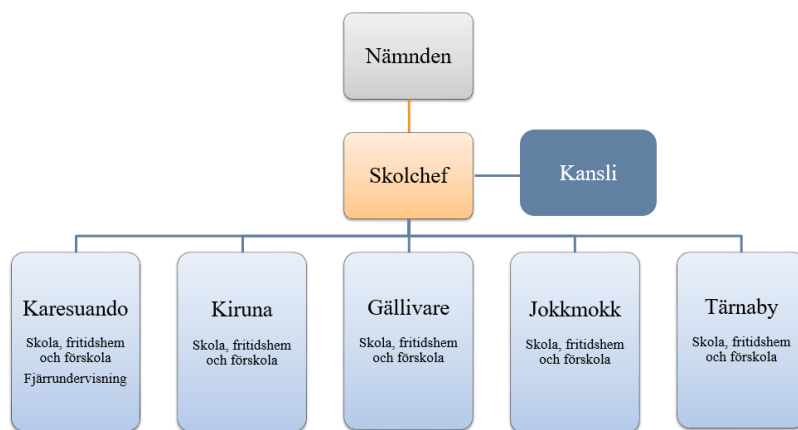 Nämnden
Skolchef
Kansli
Karesuando
Skola, fritidshem
och förskola
Fjärrundervisning
Kiruna
Skola, fritidshem
och förskola
Gällivare
Skola, fritidshem
och förskola
Jokkmokk
Skola, fritidshem
och förskola
Tärnaby
Skola, fritidshem
och förskola